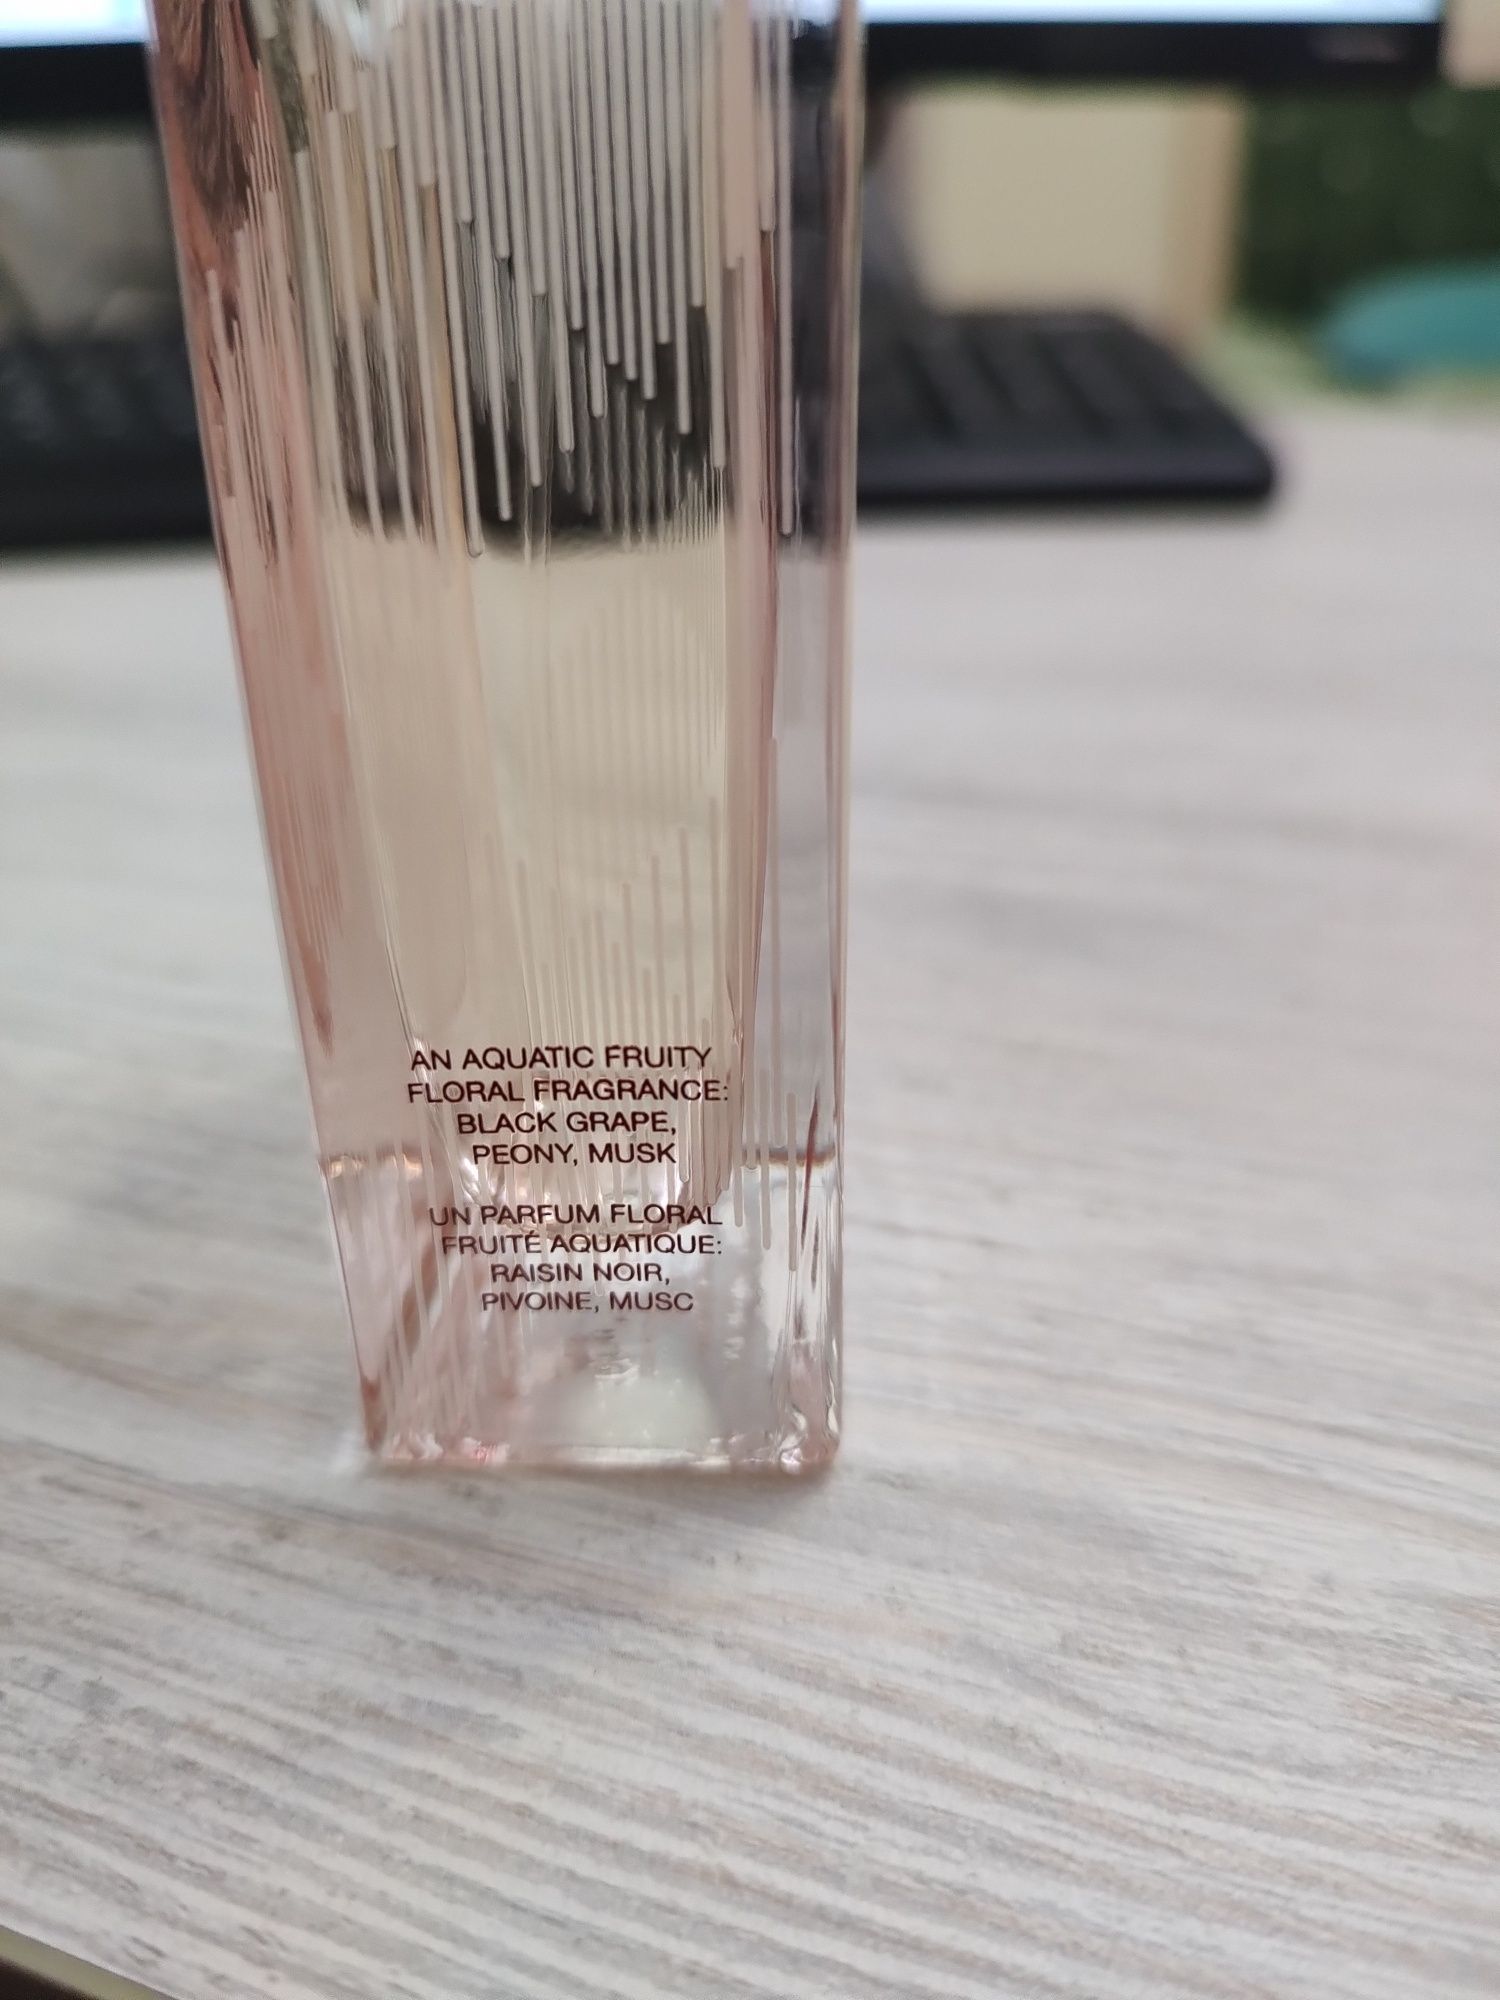 AN AQUATIC FRUITY
FLORAL FRAGRANCE:
BLACK GRAPE,
PEONY, MUSK
UN PARFUM FLORAL
FRUITÉ AQUATIQUE:
RAISIN NOIR,
PIVOINE, MUSC